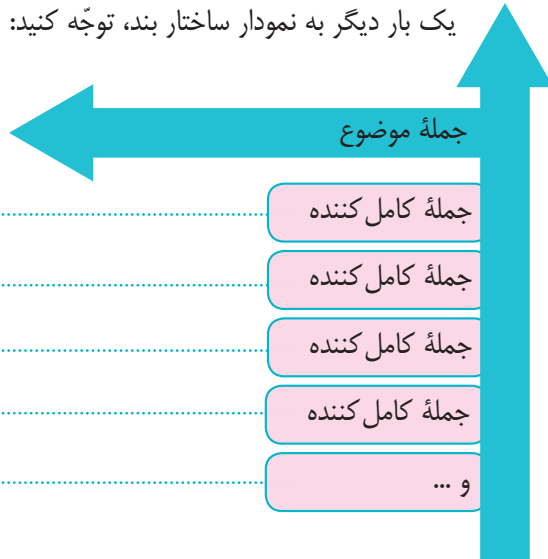 یک بار دیگر به نمودار ساختار بند، توجّه کنید:
جملهٔ موضوع
جملهٔ کامل‌کننده
جملهٔ کامل‌کننده
جملهٔ کامل‌کننده
جملهٔ کامل‌کننده
و ...